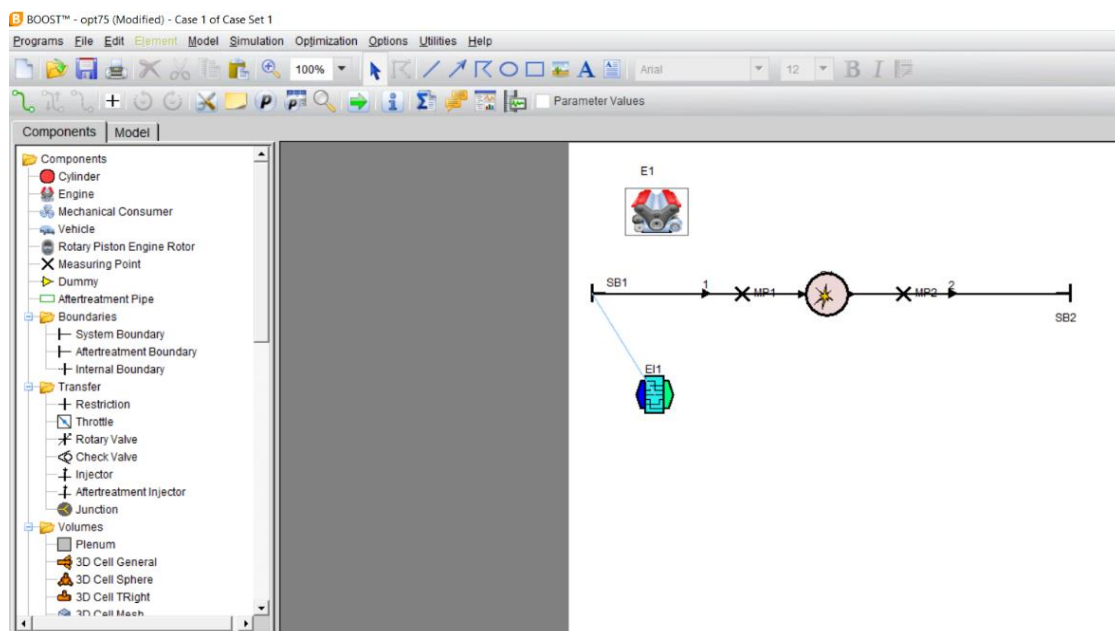 BOOST™ - opt75 (Modified) - Case 1 of Case Set 1
Programs File Edit Element Model Simulation Optimization Options Utilities Help
100% A Arial 12 B I
P P Parameter Values
Components Model
Components
Cylinder
Engine
Mechanical Consumer
Vehicle
Rotary Piston Engine Rotor
Measuring Point
Dummy
Aftertreatment Pipe
Boundaries
System Boundary
Aftertreatment Boundary
Internal Boundary
Transfer
Restriction
Throttle
Rotary Valve
Check Valve
Injector
Aftertreatment Injector
Junction
Volumes
Plenum
3D Cell General
3D Cell Sphere
3D Cell TRight
3D Cell Mesh
E1
SB1 1 MP1 MP2 2
SB2
EI1